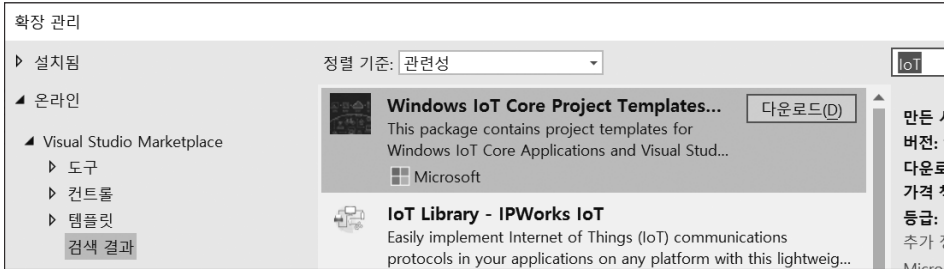 확장 관리
설치됨
온라인
Visual Studio Marketplace
도구
컨트롤
템플릿
검색 결과
정렬 기준: 관련성
Windows IoT Core Project Templates...
다운로드(D)
This package contains project templates for
Windows IoT Core Applications and Visual Stud...
Microsoft
IoT Library - IPWorks IoT
Easily implement Internet of Things (IoT) communications
protocols in your applications on any platform with this lightweig...
IoT
만든
버전:
가격
등급:
추가